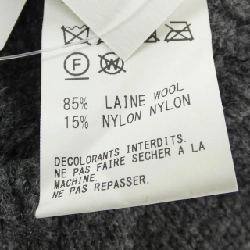 F W
85% LAINE WOOL
15% NYLON NYLON
DECOLORANTS INTERDITS.
NE PAS FAIRE SECHER A LA
MACHINE.
NE PAS REPASSER.